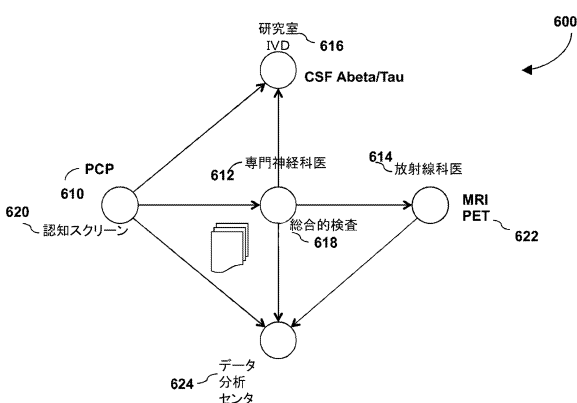 600
研究室
IVD
616
CSF Abeta/Tau
PCP
610
620
認知スクリーン
612
専門神経科医
614
放射線科医
MRI
PET
622
総合的検査
618
624
データ
分析
センタ